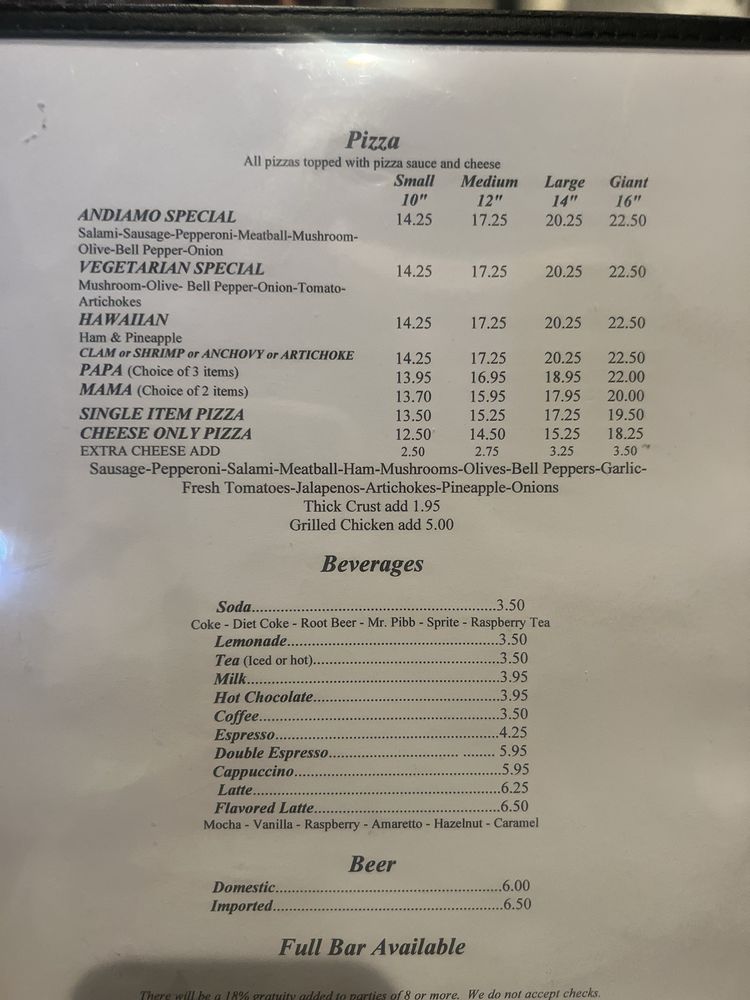 Pizza
All pizzas topped with pizza sauce and cheese
Small Medium Large Giant
10" 12" 14" 16"
ANDIAMO SPECIAL 14.25 17.25 20.25 22.50
Salami-Sausage-Pepperoni-Meatball-Mushroom-
Olive-Bell Pepper-Onion
VEGETARIAN SPECIAL 14.25 17.25 20.25 22.50
Mushroom-Olive- Bell Pepper-Onion-Tomato-
Artichokes
HAWAIIAN 14.25 17.25 20.25 22.50
Ham & Pineapple
CLAM or SHRIMP or ANCHOVY or ARTICHOKE 14.25 17.25 20.25 22.50
PAPA (Choice of 3 items) 13.95 16.95 18.95 22.00
MAMA (Choice of 2 items) 13.70 15.95 17.95 20.00
SINGLE ITEM PIZZA 13.50 15.25 17.25 19.50
CHEESE ONLY PIZZA 12.50 14.50 15.25 18.25
EXTRA CHEESE ADD 2.50 2.75 3.25 3.50
Sausage-Pepperoni-Salami-Meatball-Ham-Mushrooms-Olives-Bell Peppers-Garlic-
Fresh Tomatoes-Jalapenos-Artichokes-Pineapple-Onions
Thick Crust add 1.95
Grilled Chicken add 5.00
Beverages
Soda..........................................................3.50
Coke - Diet Coke - Root Beer - Mr. Pibb - Sprite - Raspberry Tea
Lemonade...................................................3.50
Tea (Iced or hot)............................................3.50
Milk.............................................................3.95
Hot Chocolate.............................................3.95
Coffee..........................................................3.50
Espresso......................................................4.25
Double Espresso............................... ........ 5.95
Cappuccino..................................................5.95
Latte...........................................................6.25
Flavored Latte.............................................6.50
Mocha - Vanilla - Raspberry - Amaretto - Hazelnut - Caramel
Beer
Domestic......................................................6.00
Imported.......................................................6.50
Full Bar Available
There will be a 18% gratuity added to parties of 8 or more. We do not accept checks.